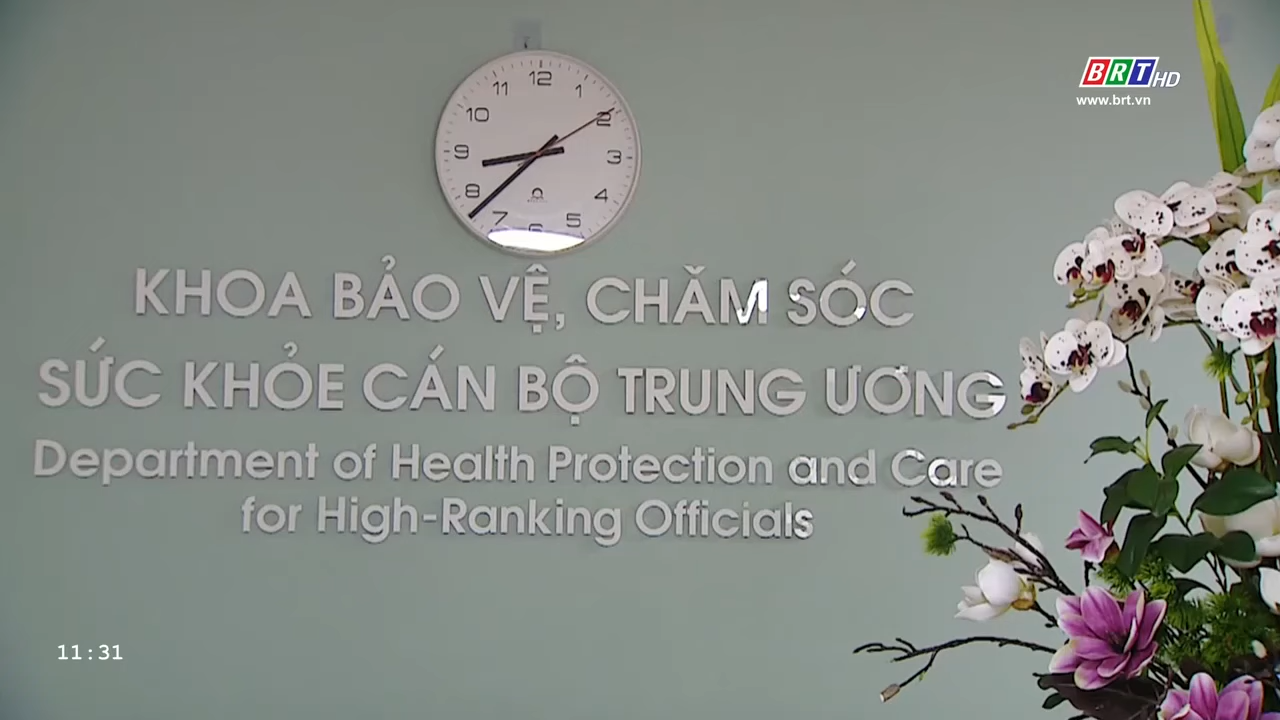 BRT HD
www.brt.vn
12
11
1
10
2
9
3
8
4
7
5
6
KHOA BẢO VỆ, CHĂM SÓC
SỨC KHỎE CÁN BỘ TRUNG ƯƠNG
Department of Health Protection and Care
for High-Ranking Officials
11:31